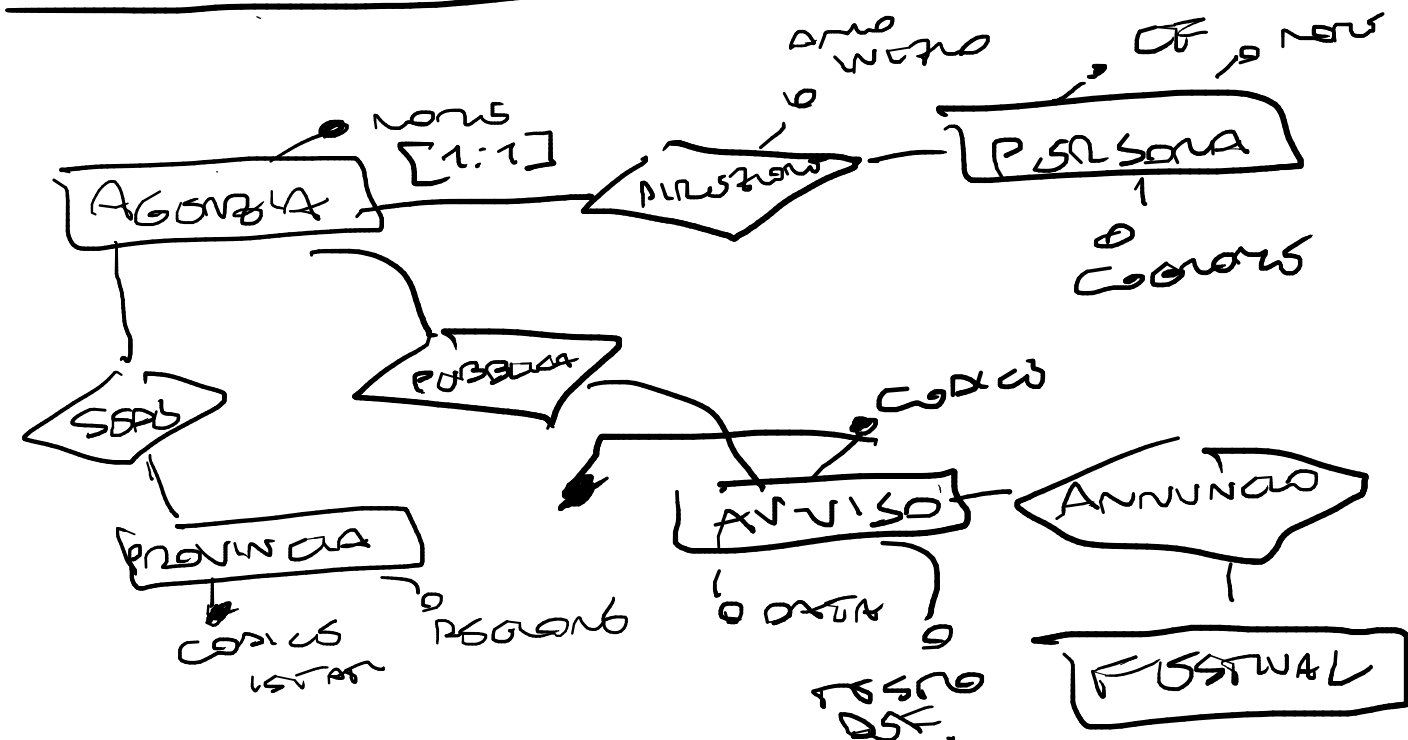 ANNO
INIZIO
CF
NOME
NOME
[1:1]
PERSONA
DIREZIONE
AGENZIA
COGNOME
PUBBLICA
CODICE
SEDE
ANNUNCIO
AVVISO
PROVINCIA
DATA
REGIONE
CODICE
ISTAT
FESTIVAL
TESTO